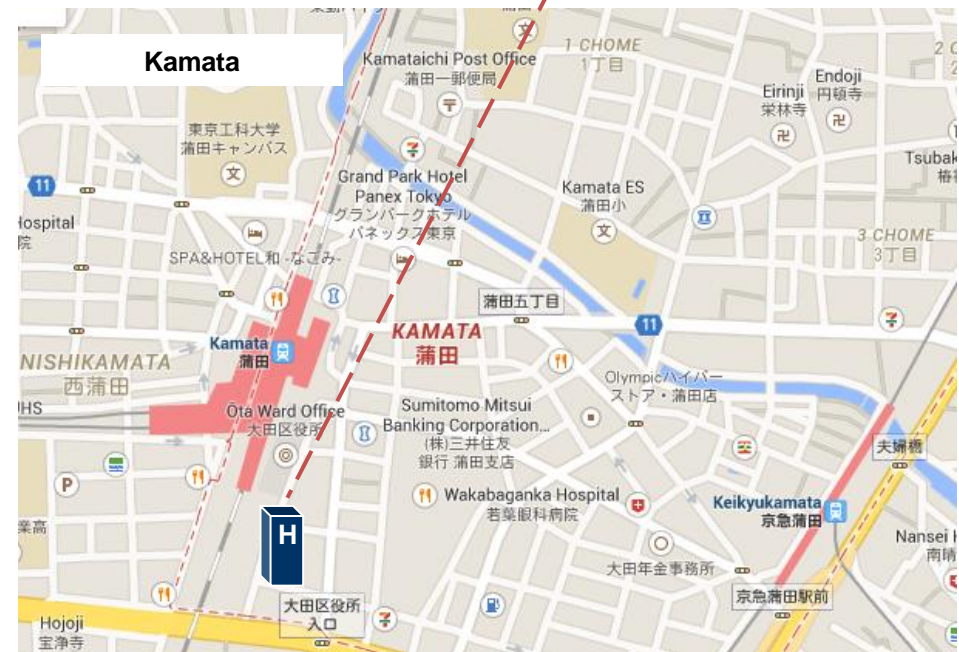 Kamata
Kamataichi Post Office
蒲田一郵便局
1 CHOME
1丁目
Endoji
円頓寺
Eirinji
栄林寺
東京工科大学
蒲田キャンパス
Tsubak
椿
11
Grand Park Hotel
Panex Tokyo
グランパークホテル
パネックス東京
Kamata ES
蒲田小
Hospital
院
SPA&HOTEL和 -なごみ-
3 CHOME
3丁目
蒲田五丁目
11
KAMATA
蒲田
Kamata
蒲田
NISHIKAMATA
西蒲田
Olympicハイパー
ストア・蒲田店
Ōta Ward Office
大田区役所
Sumitomo Mitsui
Banking Corporation...
(株)三井住友
銀行 蒲田支店
夫婦橋
P
Wakabaganka Hospital
若葉眼科病院
Keikyukamata
京急蒲田
業高
H
Nansei
南晴
大田年金事務所
大田区役所
入口
京急蒲田駅前
Hojoji
宝浄寺